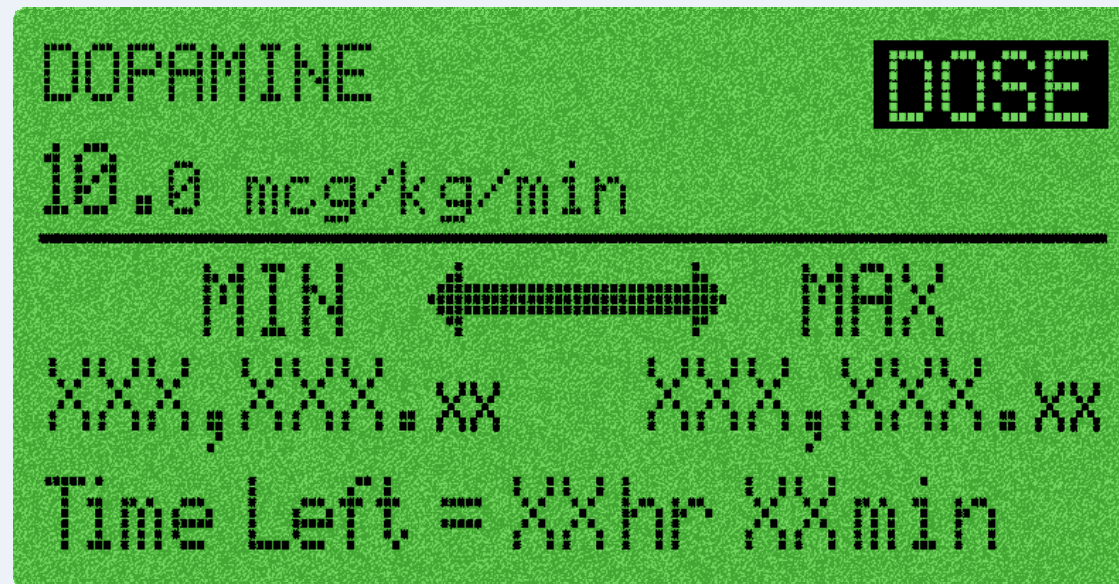 DOPAMINE DOSE
10.0 mcg/kg/min
MIN MAX
XXX,XXX.XX XXX,XXX.XX
Time Left = XXhr XXmin